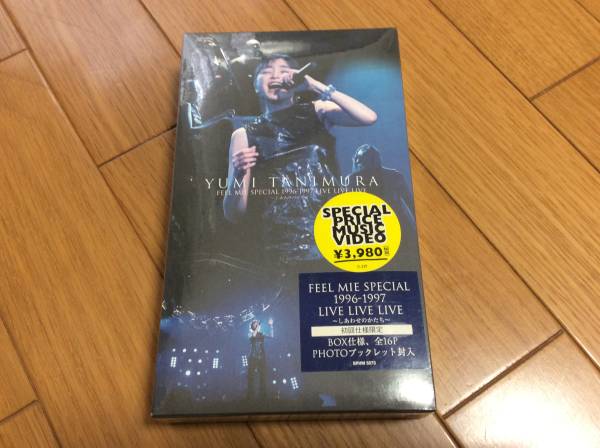 YUMI TANIMURA
FEEL MIE SPECIAL 1996-1997 LIVE LIVE LIVE
SPECIAL
PRICE
MUSIC
VIDEO
¥3,980
FEEL MIE SPECIAL
1996-1997
LIVE LIVE LIVE
~しあわせのかたち~
初回仕様限定
BOX仕様、全16P
PHOTOブックレット封入
SRVM 5070